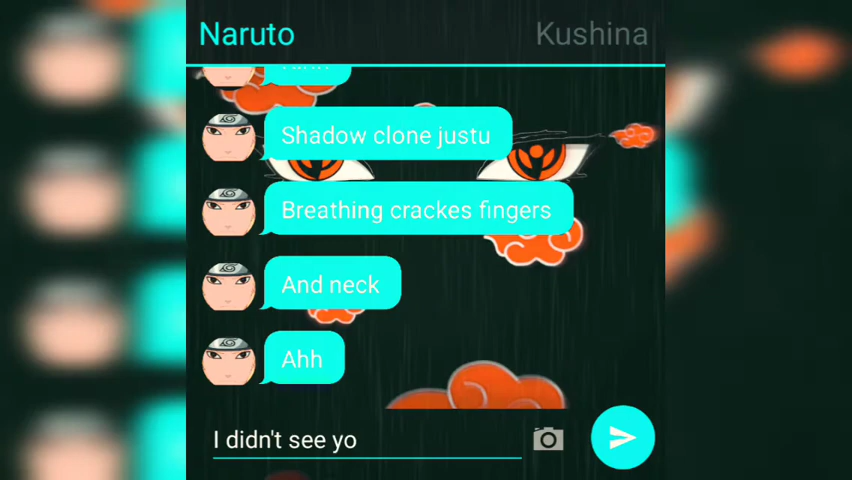 Naruto
Kushina
Shadow clone justu
Breathing crackes fingers
And neck
Ahh
I didn't see yo